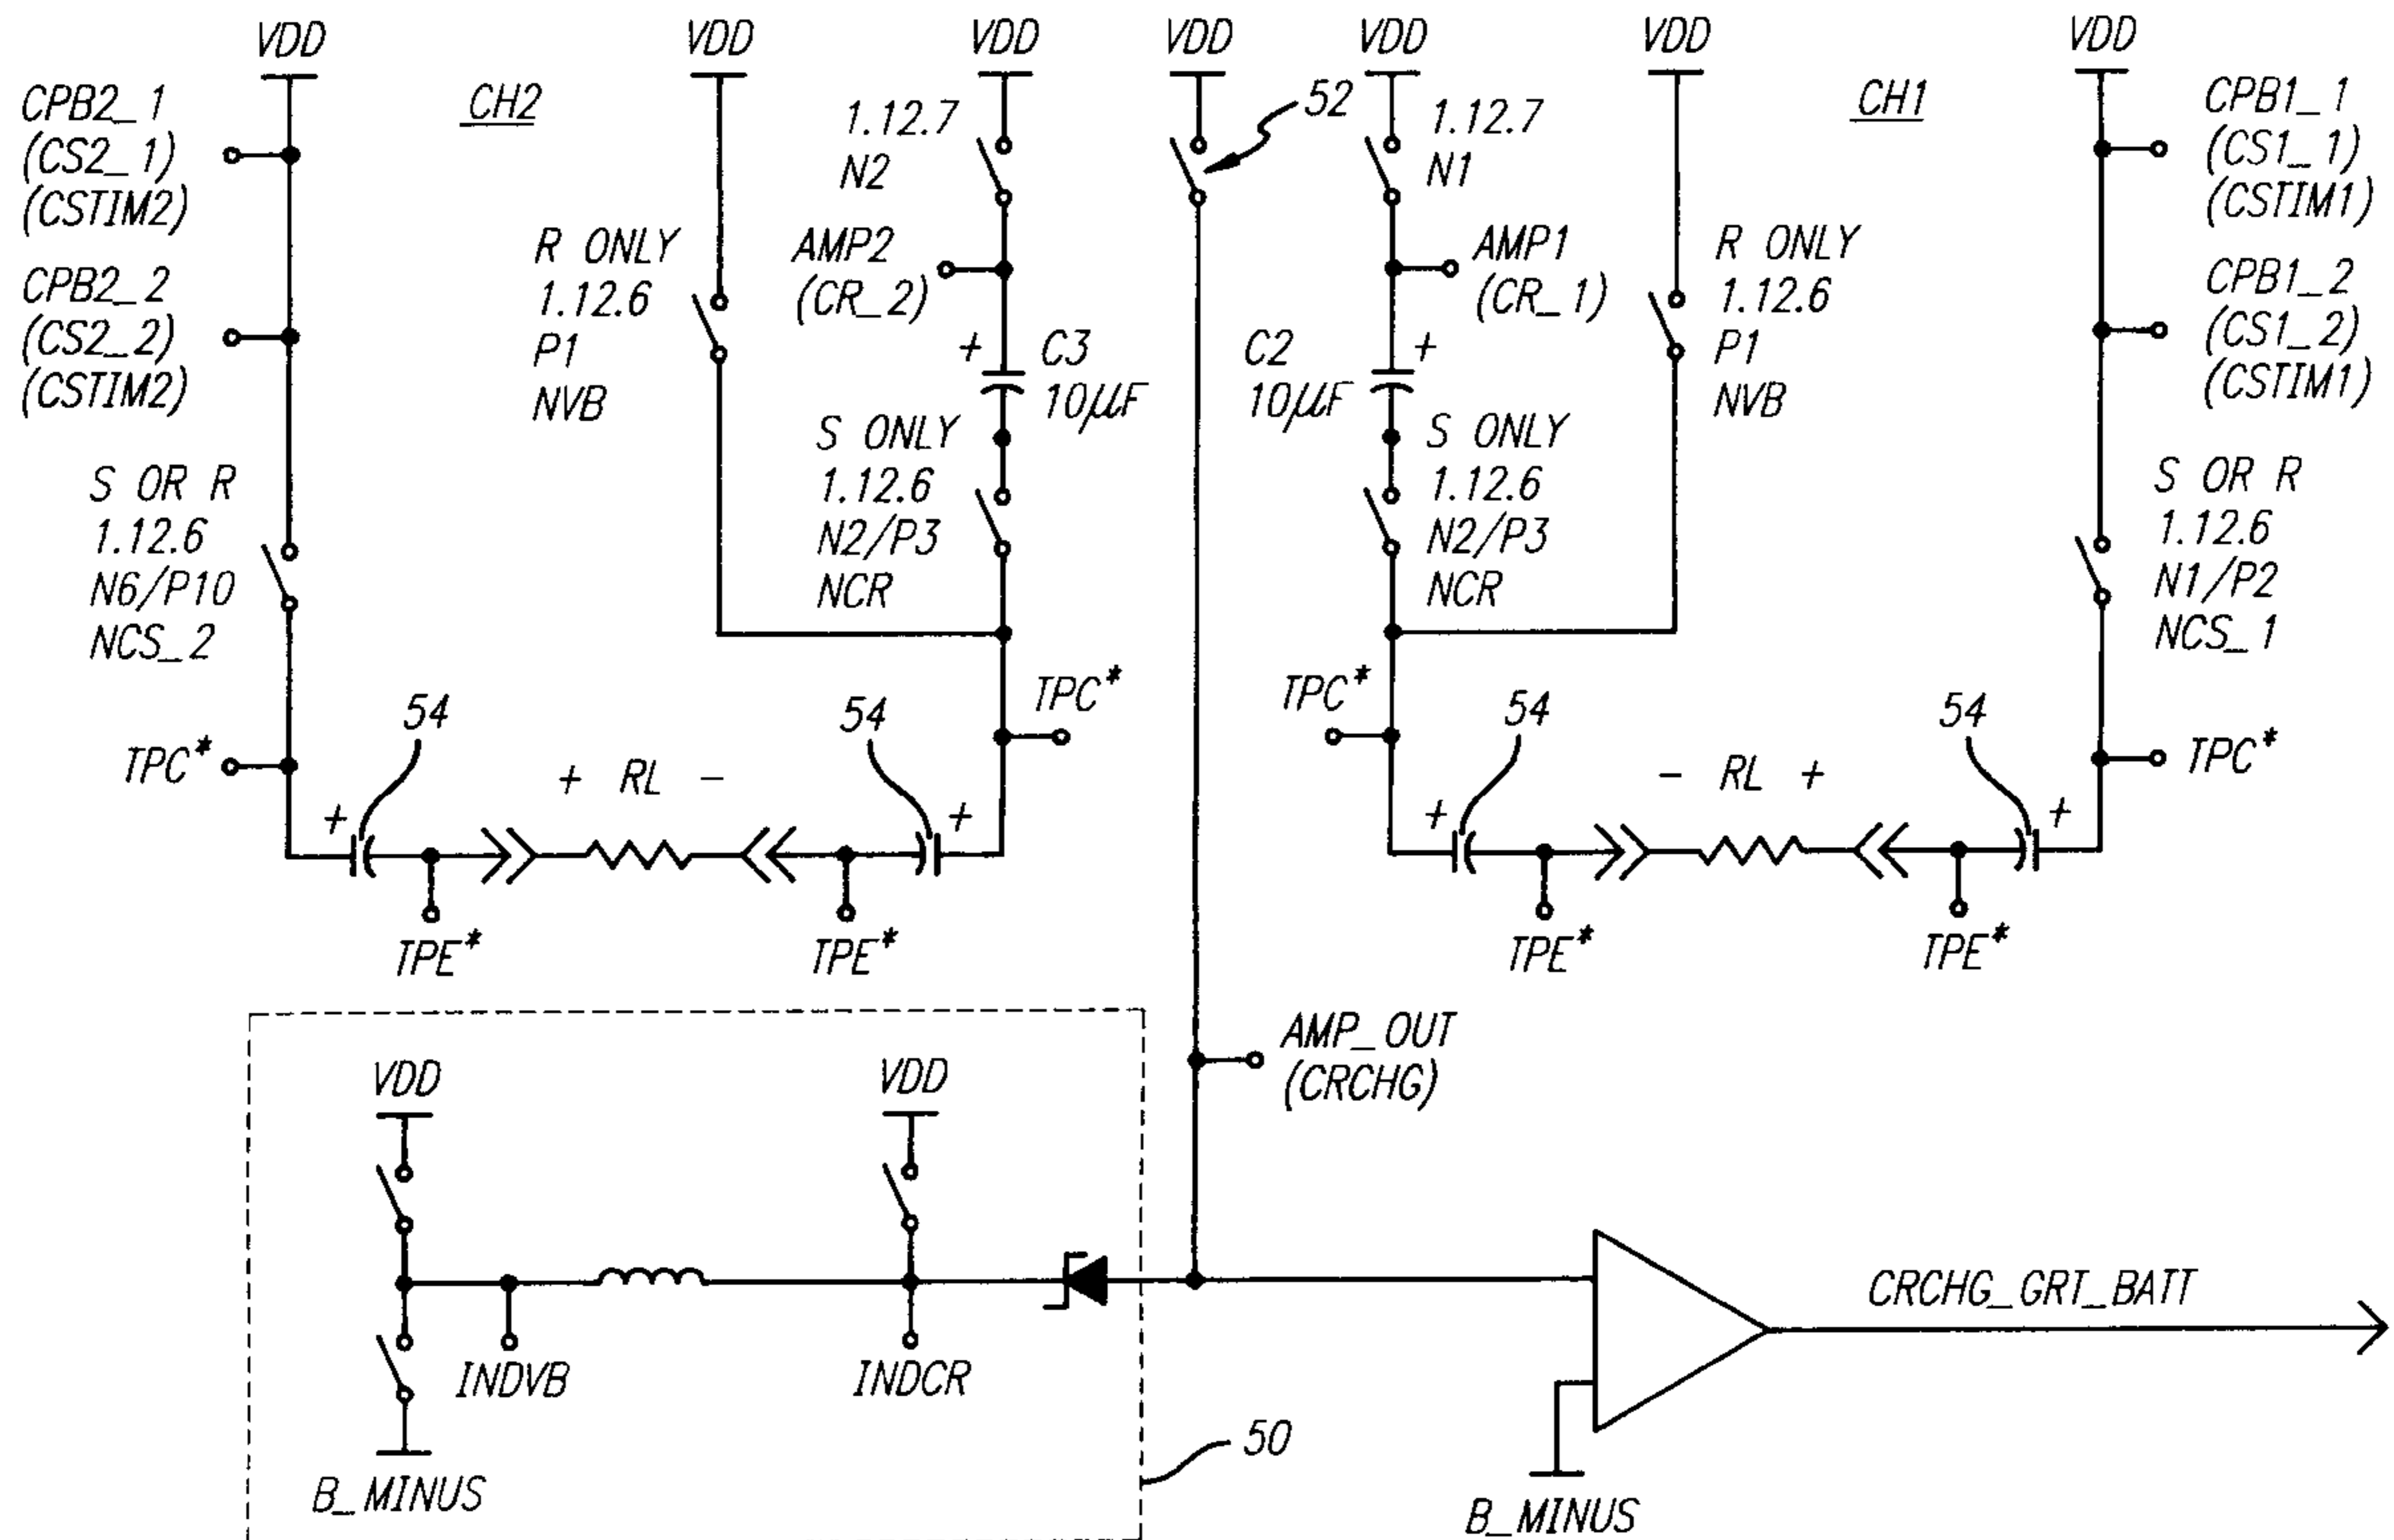 VDD
VDD
VDD
VDD
VDD
VDD
VDD
CPB2_1
(CS2_1)
(CSTIM2)
CH2
1.12.7
N2
52
1.12.7
N1
CH1
CPB1_1
(CS1_1)
(CSTIM1)
CPB2_2
(CS2_2)
(CSTIM2)
R ONLY
1.12.6
P1
NVB
AMP2
(CR_2)
AMP1
(CR_1)
R ONLY
1.12.6
P1
NVB
CPB1_2
(CS1_2)
(CSTIM1)
+ C3
10µF
C2 +
10µF
S OR R
1.12.6
N6/P10
NCS_2
S ONLY
1.12.6
N2/P3
NCR
S ONLY
1.12.6
N2/P3
NCR
S OR R
1.12.6
N1/P2
NCS_1
TPC*
54
54
TPC*
TPC*
54
54
TPC*
+ + RL - +
+ - RL + +
TPE*
TPE*
TPE*
TPE*
AMP_OUT
(CRCHG)
VDD
VDD
INDVB
INDCR
CRCHG_GRT_BATT
50
B_MINUS
B_MINUS